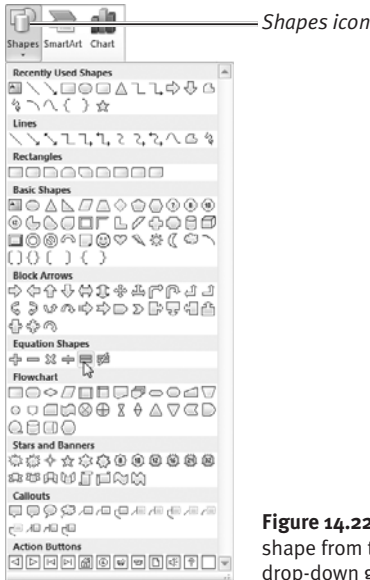 Shapes icon
Shapes SmartArt Chart
Recently Used Shapes
Lines
Rectangles
Basic Shapes
Block Arrows
Equation Shapes
Flowchart
Stars and Banners
Callouts
Action Buttons
Figure 14.22
shape from t
drop-down g